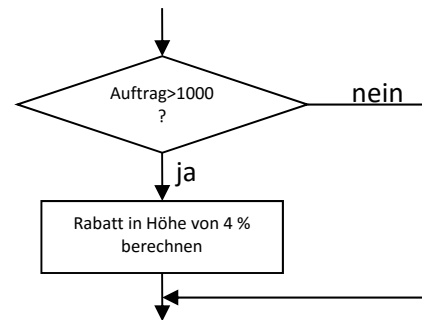 Auftrag>1000
?
nein
ja
Rabatt in Höhe von 4 %
berechnen